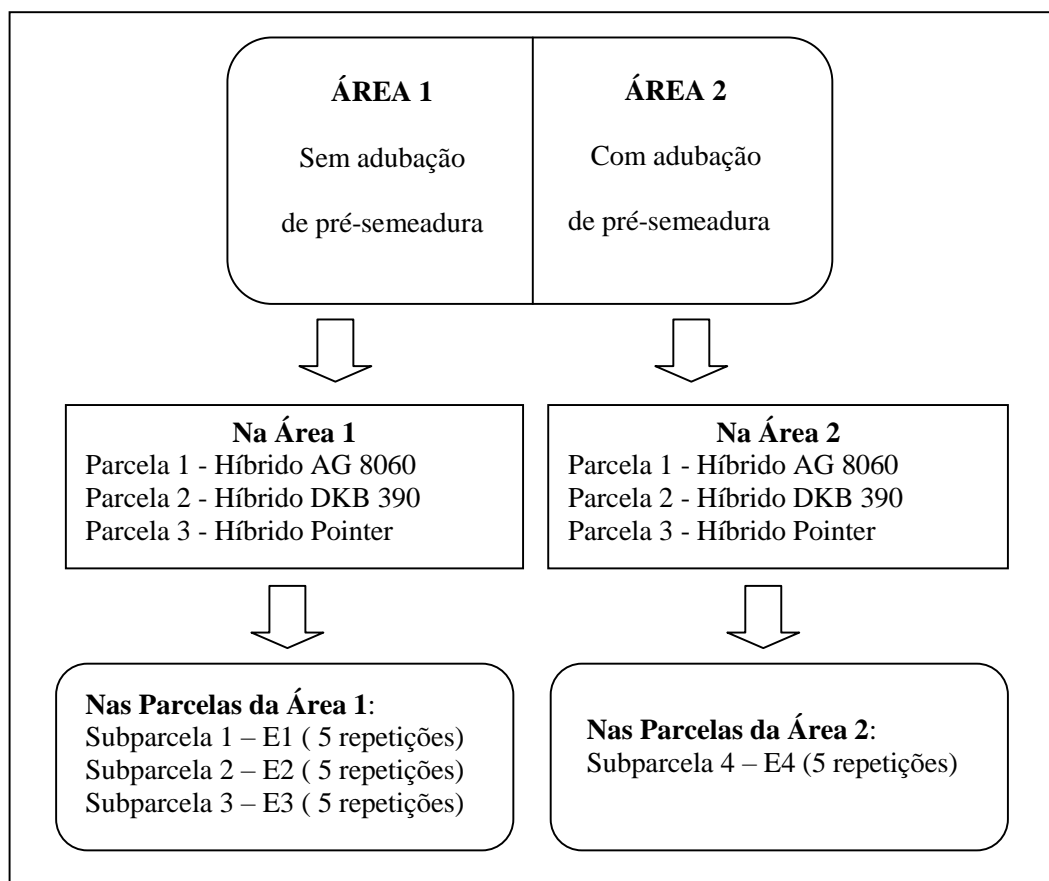 ÁREA 1
Sem adubação
de pré-semeadura
ÁREA 2
Com adubação
de pré-semeadura
Na Área 1
Parcela 1 - Híbrido AG 8060
Parcela 2 - Híbrido DKB 390
Parcela 3 - Híbrido Pointer
Na Área 2
Parcela 1 - Híbrido AG 8060
Parcela 2 - Híbrido DKB 390
Parcela 3 - Híbrido Pointer
Nas Parcelas da Área 1:
Subparcela 1 – E1 ( 5 repetições)
Subparcela 2 – E2 ( 5 repetições)
Subparcela 3 – E3 ( 5 repetições)
Nas Parcelas da Área 2:
Subparcela 4 – E4 (5 repetições)